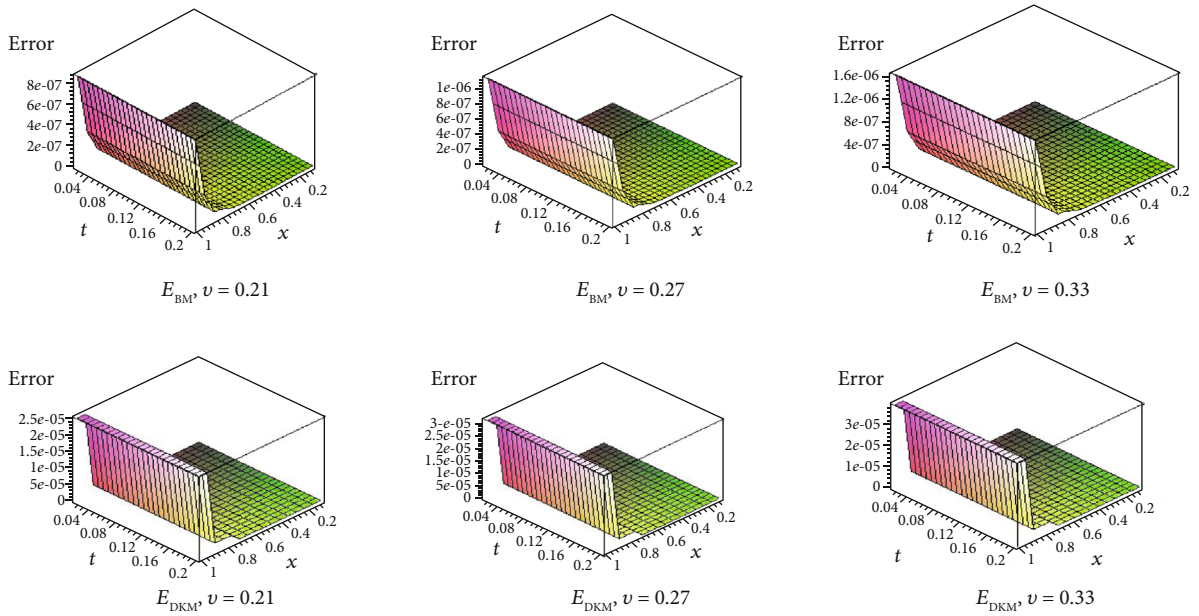 Error
8e-07
6e-07
4e-07
2e-07
0
0.04
0.08
0.12
0.16
0.2
t
1
0.8
0.6
0.4
0.2
x
E_BM, υ = 0.21
Error
1e-06
8e-07
6e-07
4e-07
2e-07
0
0.04
0.08
0.12
0.16
0.2
t
1
0.8
0.6
0.4
0.2
x
E_BM, υ = 0.27
Error
1.6e-06
1.2e-06
8e-07
4e-07
0
0.04
0.08
0.12
0.16
0.2
t
1
0.8
0.6
0.4
0.2
x
E_BM, υ = 0.33
Error
2.5e-05
2e-05
1.5e-05
1e-05
5e-05
0
0.04
0.08
0.12
0.16
0.2
t
1
0.8
0.6
0.4
0.2
x
E_DKM, υ = 0.21
Error
3e-05
2.5e-05
2e-05
1.5e-05
1e-05
5e-05
0
0.04
0.08
0.12
0.16
0.2
t
1
0.8
0.6
0.4
0.2
x
E_DKM, υ = 0.27
Error
3e-05
2e-05
1e-05
0
0.04
0.08
0.12
0.16
0.2
t
1
0.8
0.6
0.4
0.2
x
E_DKM, υ = 0.33